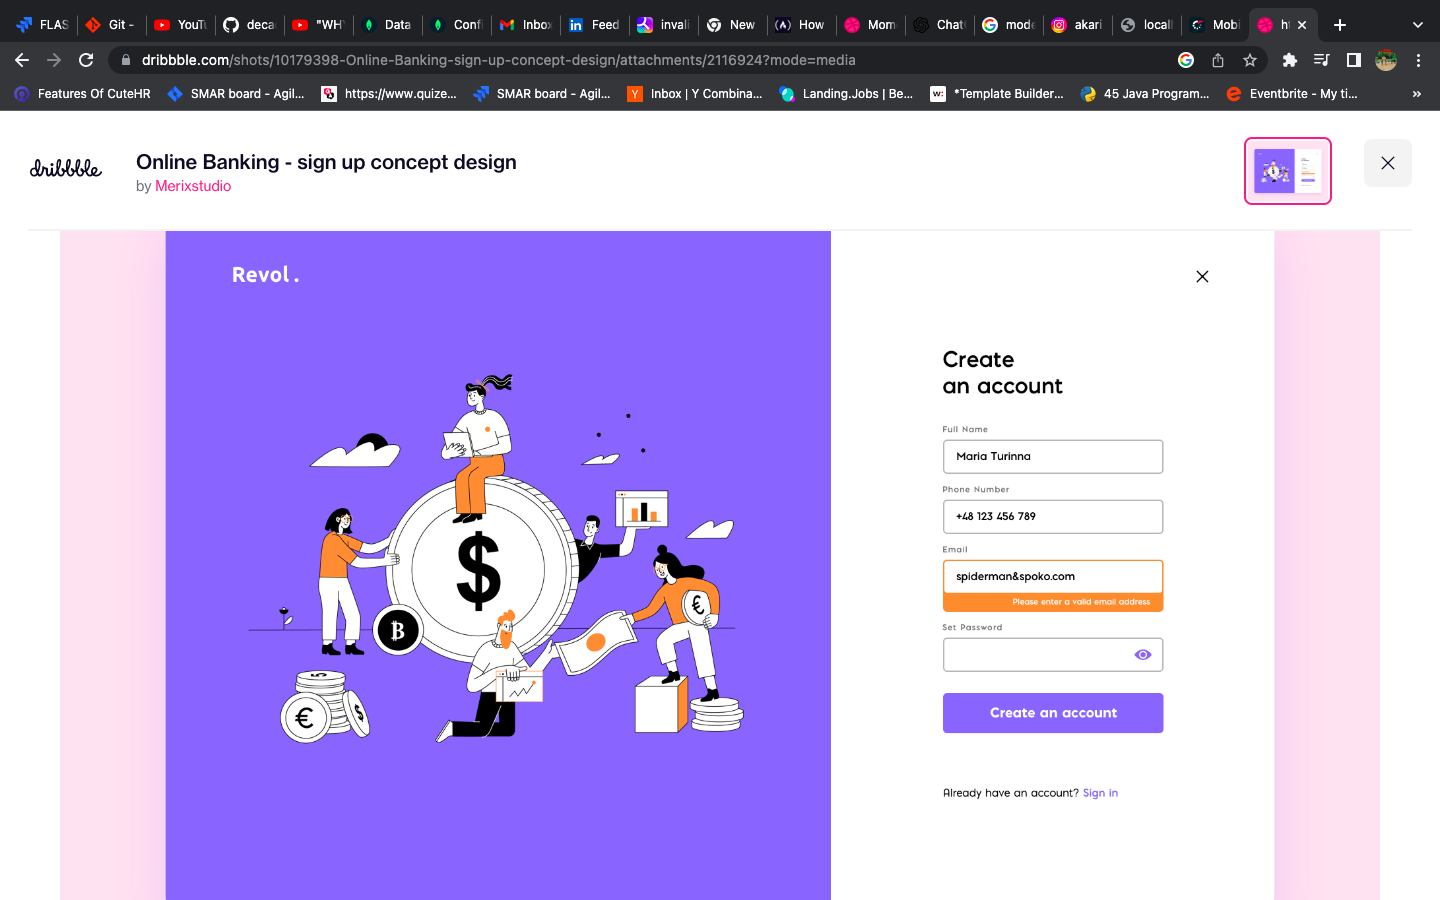 FLAS
Git -
YouTu
deca
"WHY
Data
Confi
Inbox
Feed
invali
New
How
Mom
Chat
mode
akari
locall
Mobi
dribbble.com/shots/10179398-Online-Banking-sign-up-concept-design/attachments/2116924?mode=media
Features Of CuteHR
SMAR board - Agil...
https://www.quize...
SMAR board - Agil...
Inbox | Y Combina...
Landing.Jobs | Be...
*Template Builder...
45 Java Program...
Eventbrite - My ti...
»
dribbble
Online Banking - sign up concept design
by Merixstudio
Revol.
Create
an account
Full Name
Maria Turinna
Phone Number
+48 123 456 789
Email
spiderman&spoko.com
Please enter a valid email address
Set Password
Create an account
Already have an account? Sign in
$
€
€
$